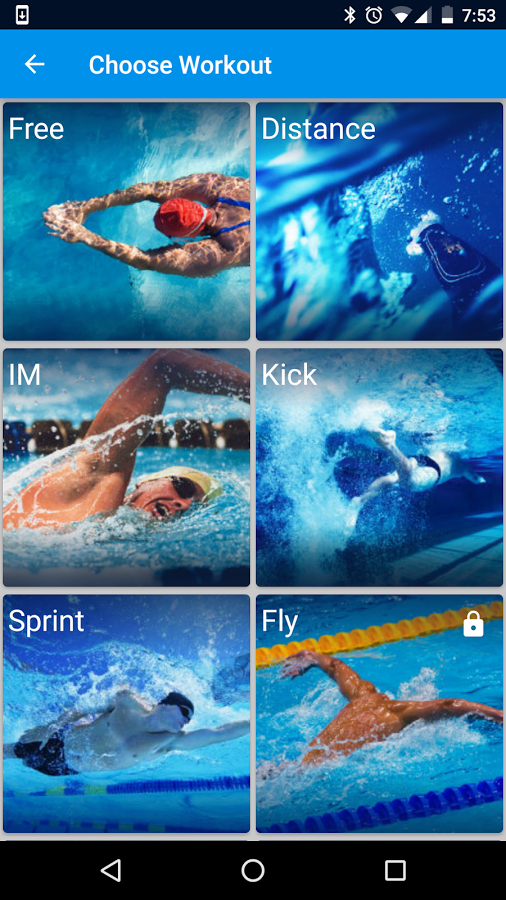 7:53
Choose Workout
Free
Distance
IM
Kick
Sprint
Fly